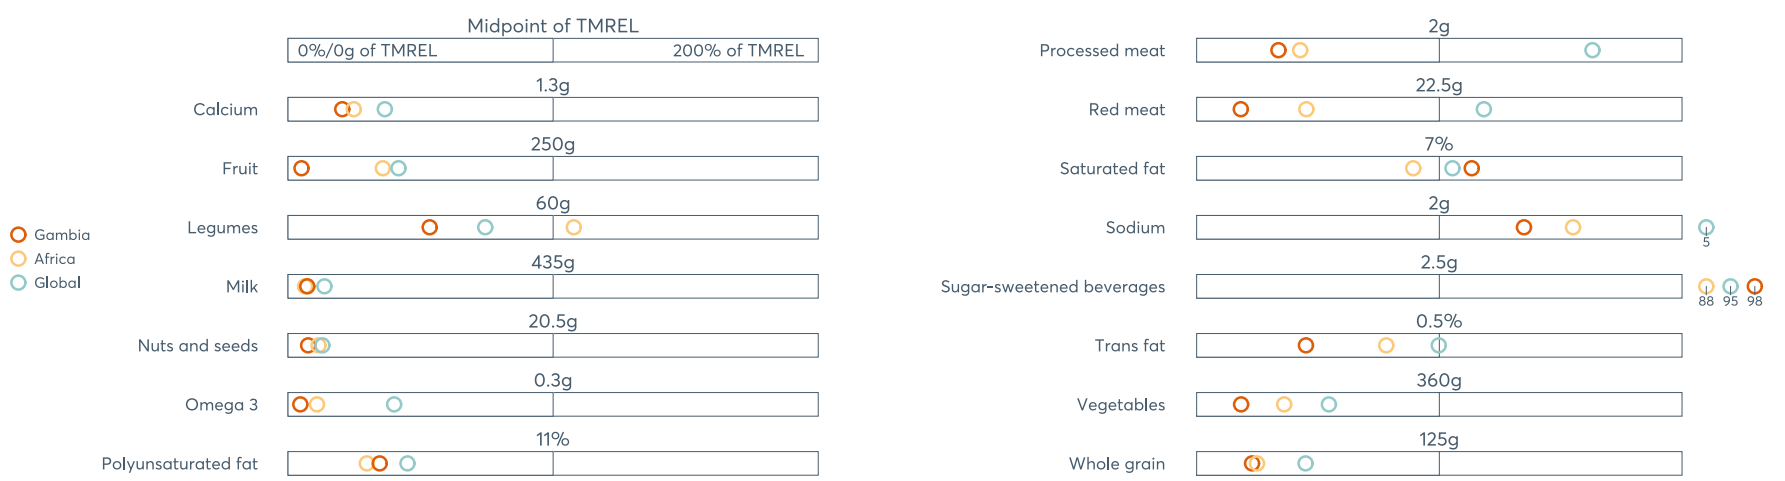 Midpoint of TMREL
0%/0g of TMREL 200% of TMREL
1.3g
Calcium
250g
Fruit
60g
Legumes
435g
Milk
20.5g
Nuts and seeds
0.3g
Omega 3
11%
Polyunsaturated fat
Gambia
Africa
Global
2g
Processed meat
22.5g
Red meat
7%
Saturated fat
2g
Sodium
5
2.5g
Sugar-sweetened beverages
88 95 98
0.5%
Trans fat
360g
Vegetables
125g
Whole grain